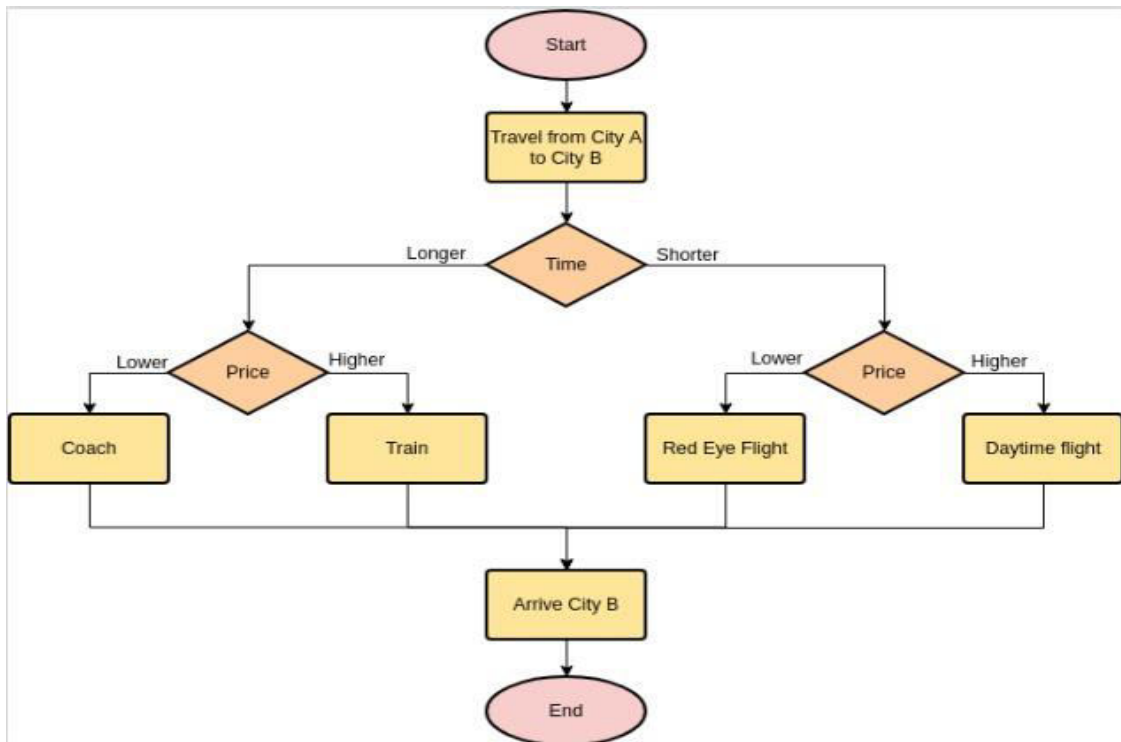 Start
Travel from City A
to City B
Longer
Time
Shorter
Lower
Price
Higher
Lower
Price
Higher
Coach
Train
Red Eye Flight
Daytime flight
Arrive City B
End